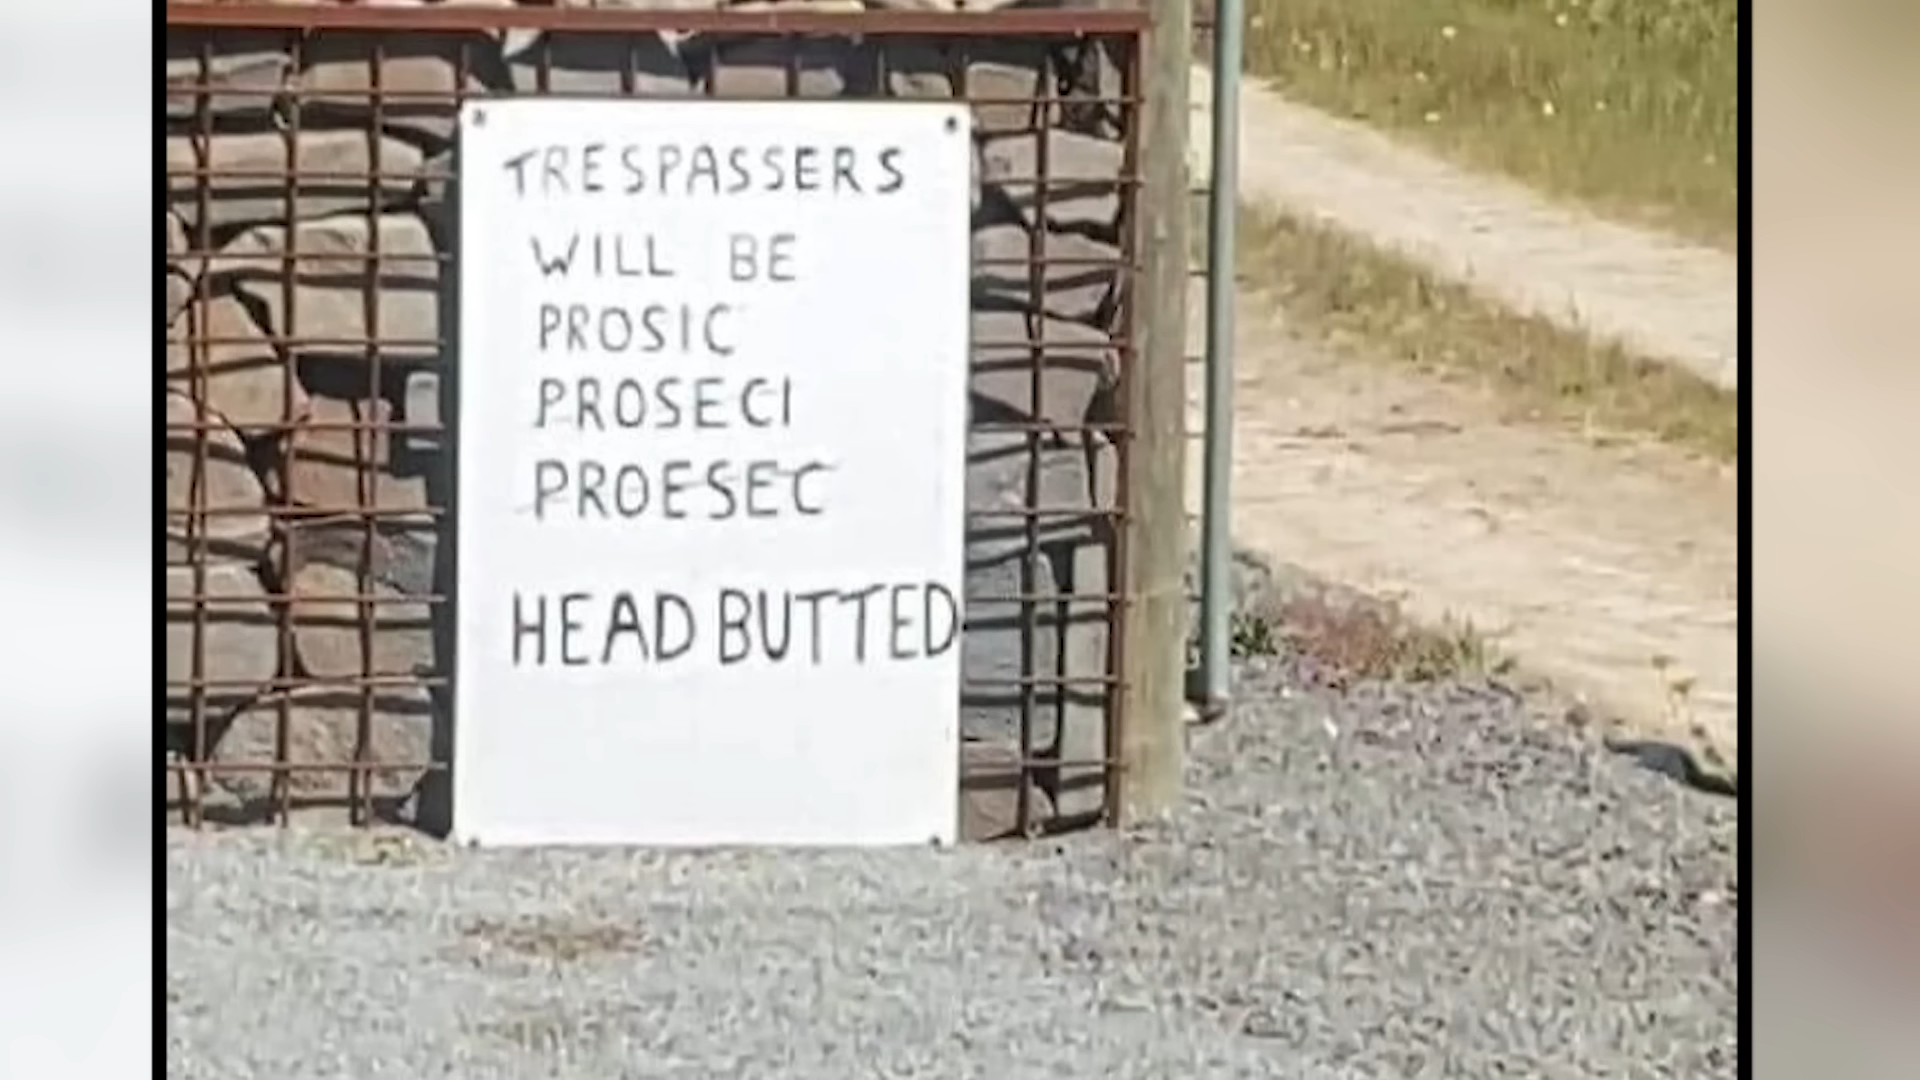 TRESPASSERS
WILL BE
PROSIC
PROSECI
PROESEC
HEAD BUTTED